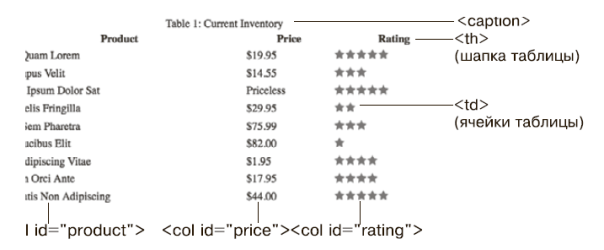 Table 1: Current Inventory <caption>
Product Price Rating <th>
(шапка таблицы)
Quam Lorem $19.95 ★★★★★
pus Velit $14.55 ★★★
Ipsum Dolor Sat Priceless ★★★★★
elis Fringilla $29.95 ★★ <td>
(ячейки таблицы)
iem Pharetra $75.99 ★★★
acibus Elit $82.00 ★
dipiscing Vitae $1.95 ★★★★
Orci Ante $17.95 ★★★★
itis Non Adipiscing $44.00 ★★★★★
l id="product"> <col id="price"><col id="rating">